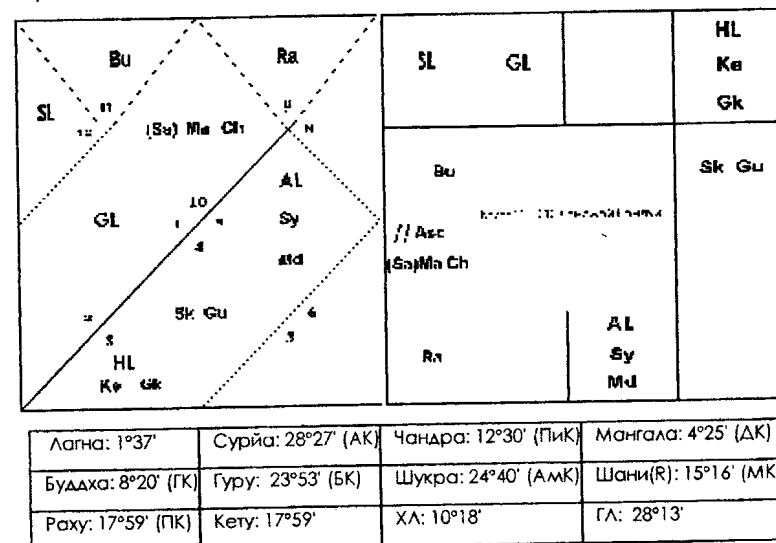 Bu Ra
SL
(Sa) Ma Ch
AL
10
GL Sy
Md
Sk Gu
HL
Ke Gk
SL GL
HL
Ke
Gk
Bu
Sk Gu
Asc
(Sa)Ma Ch
Ra
AL
Sy
Md
Лагна: 1°37' Сурйа: 28°27' (АК) Чандра: 12°30' (ПиК) Мангала: 4°25' (ДК)
Буддха: 8°20' (ГК) Гуру: 23°53' (БК) Шукра: 24°40' (АмК) Шани(R): 15°16' (МК
Раху: 17°59' (ПК) Кету: 17°59' ХЛ: 10°18' ГЛ: 28°13'